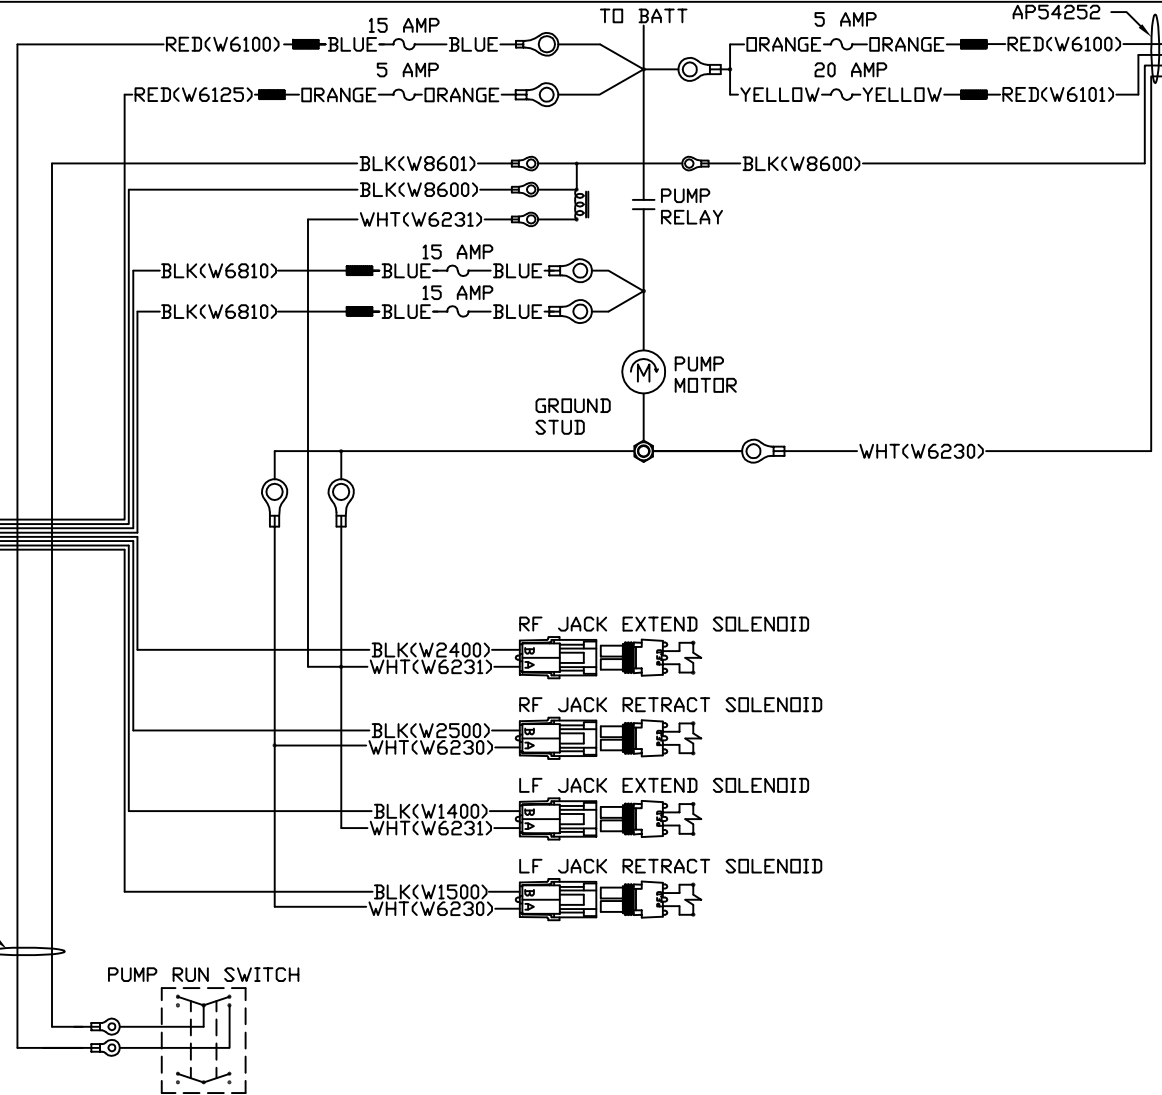 TO BATT
15 AMP
RED(W6100) BLUE BLUE
5 AMP
RED(W6125) ORANGE ORANGE
5 AMP
ORANGE ORANGE RED(W6100)
20 AMP
YELLOW YELLOW RED(W6101)
AP54252
BLK(W8601)
BLK(W8600)
BLK(W8600)
WHT(W6231)
PUMP
RELAY
15 AMP
BLK(W6810) BLUE BLUE
15 AMP
BLK(W6810) BLUE BLUE
M
PUMP
MOTOR
GROUND
STUD
WHT(W6230)
RF JACK EXTEND SOLENOID
BLK(W2400) B
WHT(W6231) A
RF JACK RETRACT SOLENOID
BLK(W2500) B
WHT(W6230) A
LF JACK EXTEND SOLENOID
BLK(W1400) B
WHT(W6231) A
LF JACK RETRACT SOLENOID
BLK(W1500) B
WHT(W6230) A
PUMP RUN SWITCH